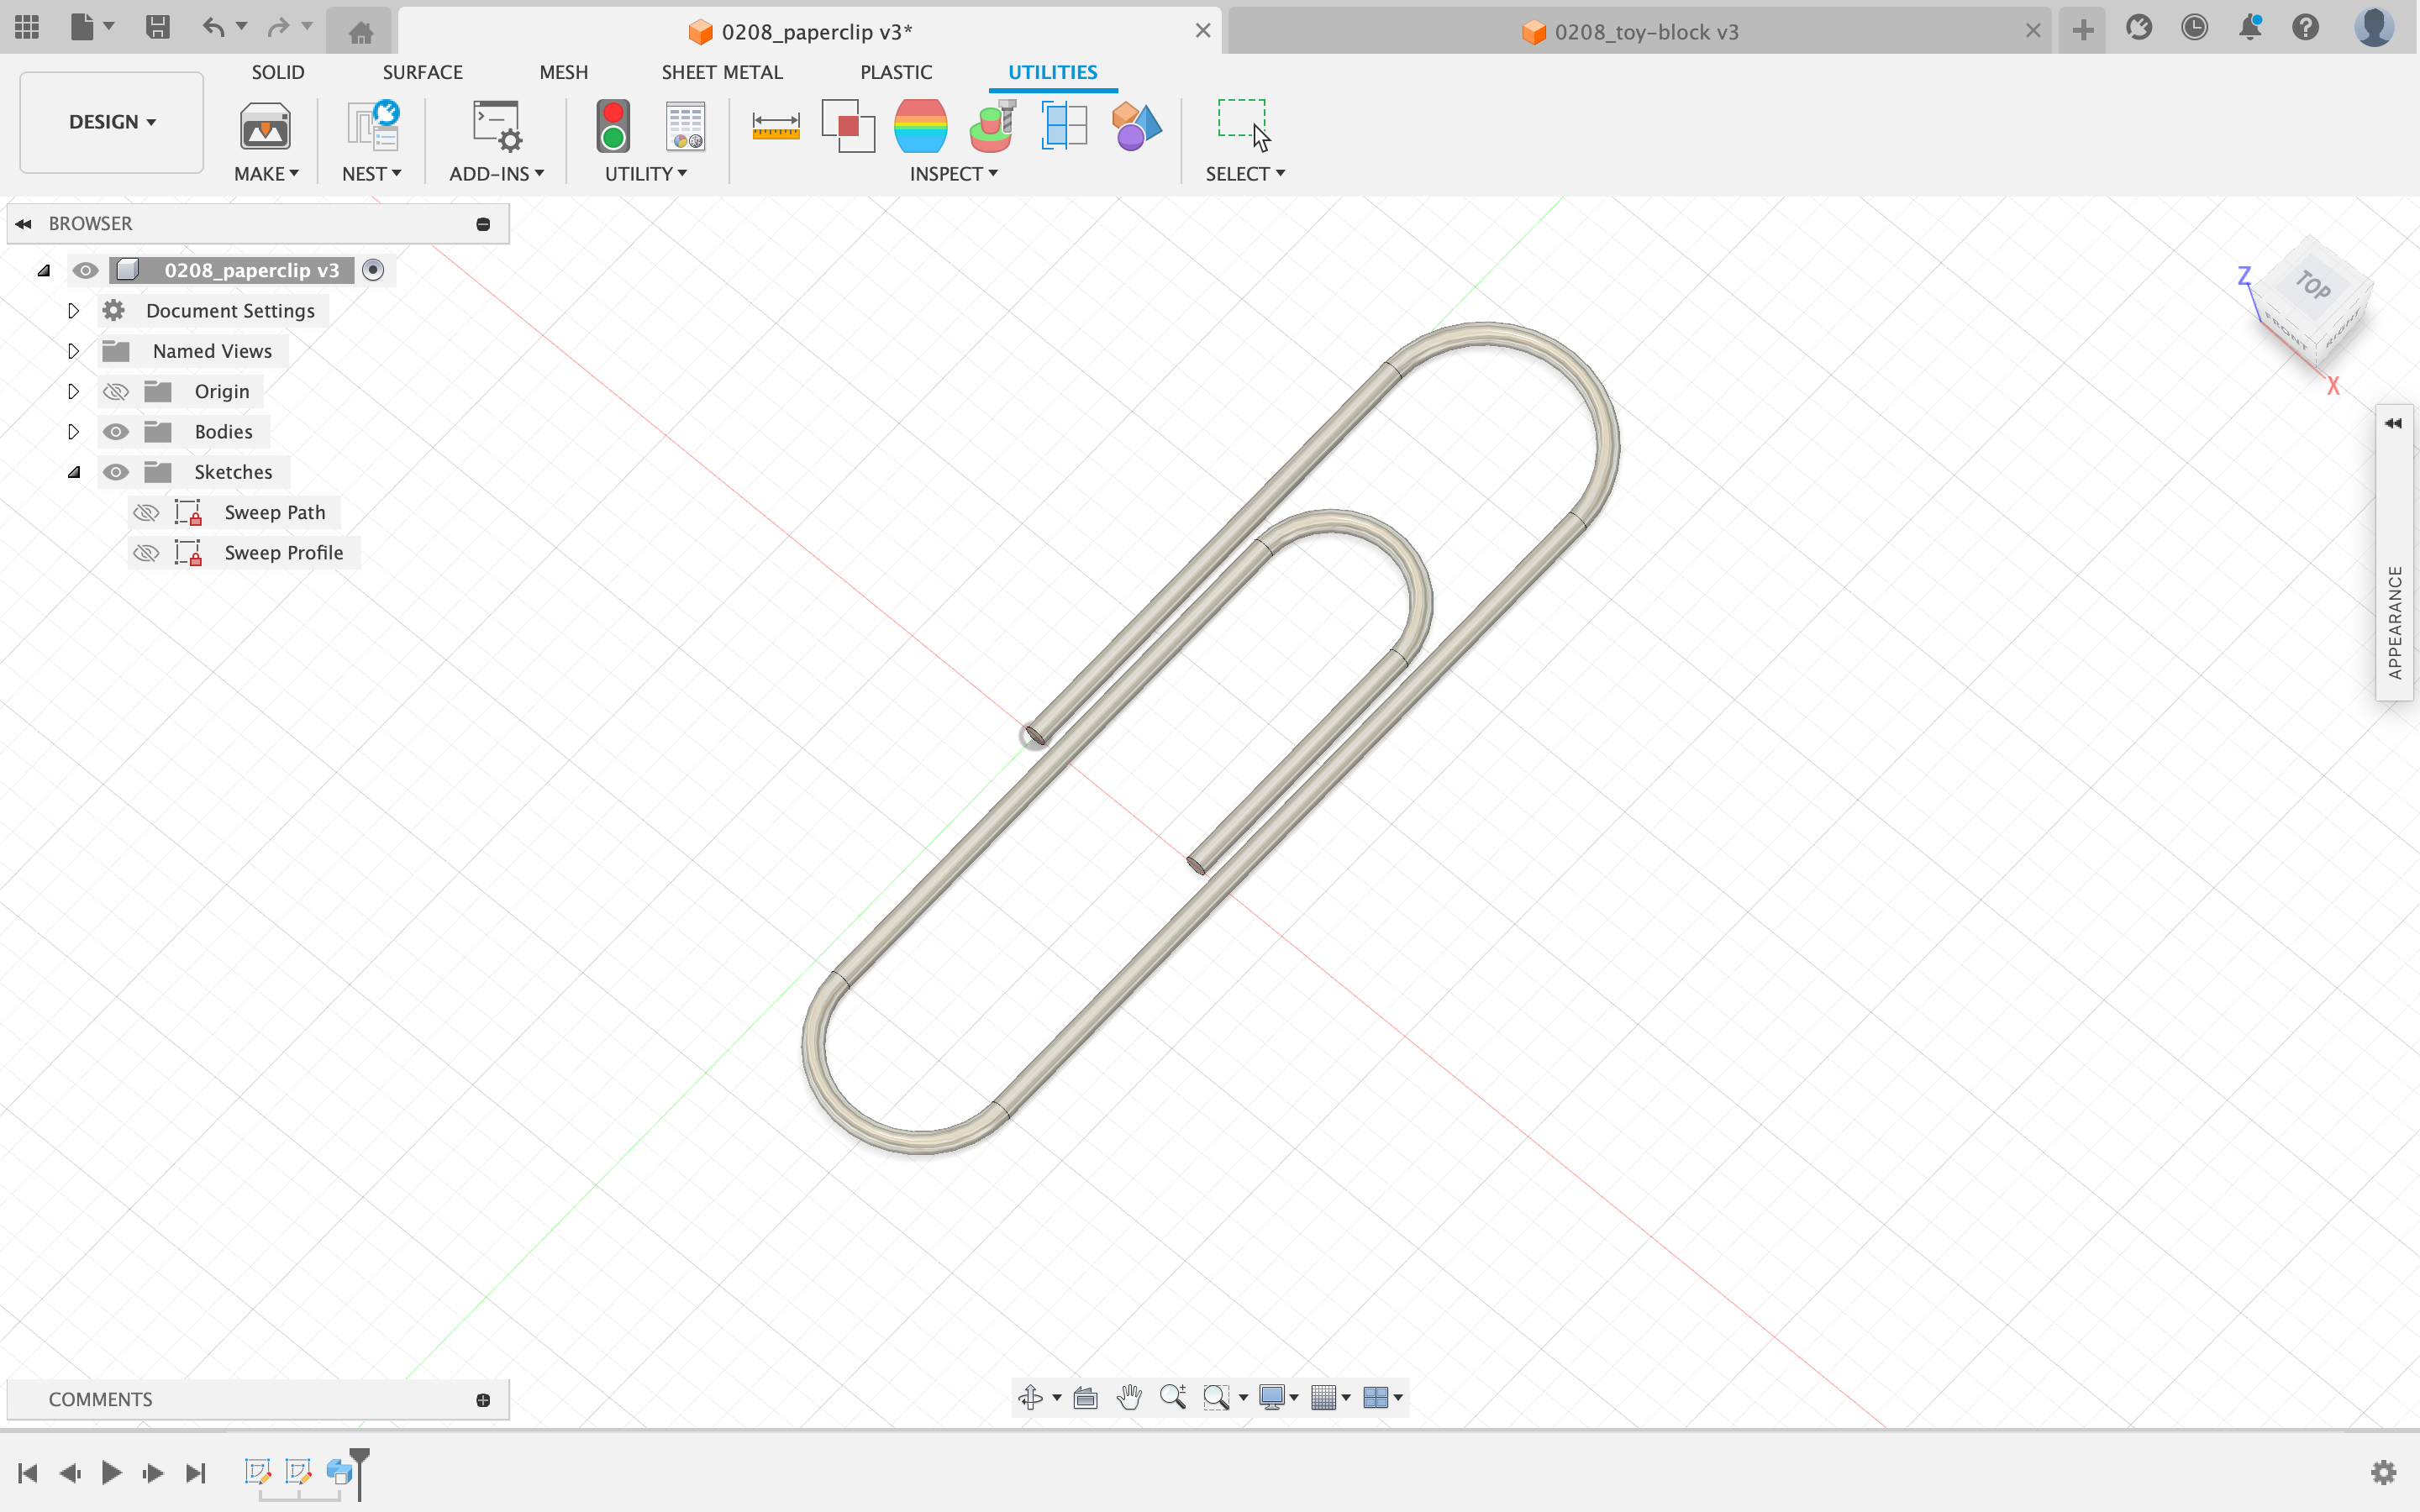 0208_paperclip v3*
0208_toy-block v3
SOLID
SURFACE
MESH
SHEET METAL
PLASTIC
UTILITIES
DESIGN
MAKE
NEST
ADD-INS
UTILITY
INSPECT
SELECT
BROWSER
0208_paperclip v3
Document Settings
Named Views
Origin
Bodies
Sketches
Sweep Path
Sweep Profile
Z
TOP
FRONT
RIGHT
X
APPEARANCE
COMMENTS